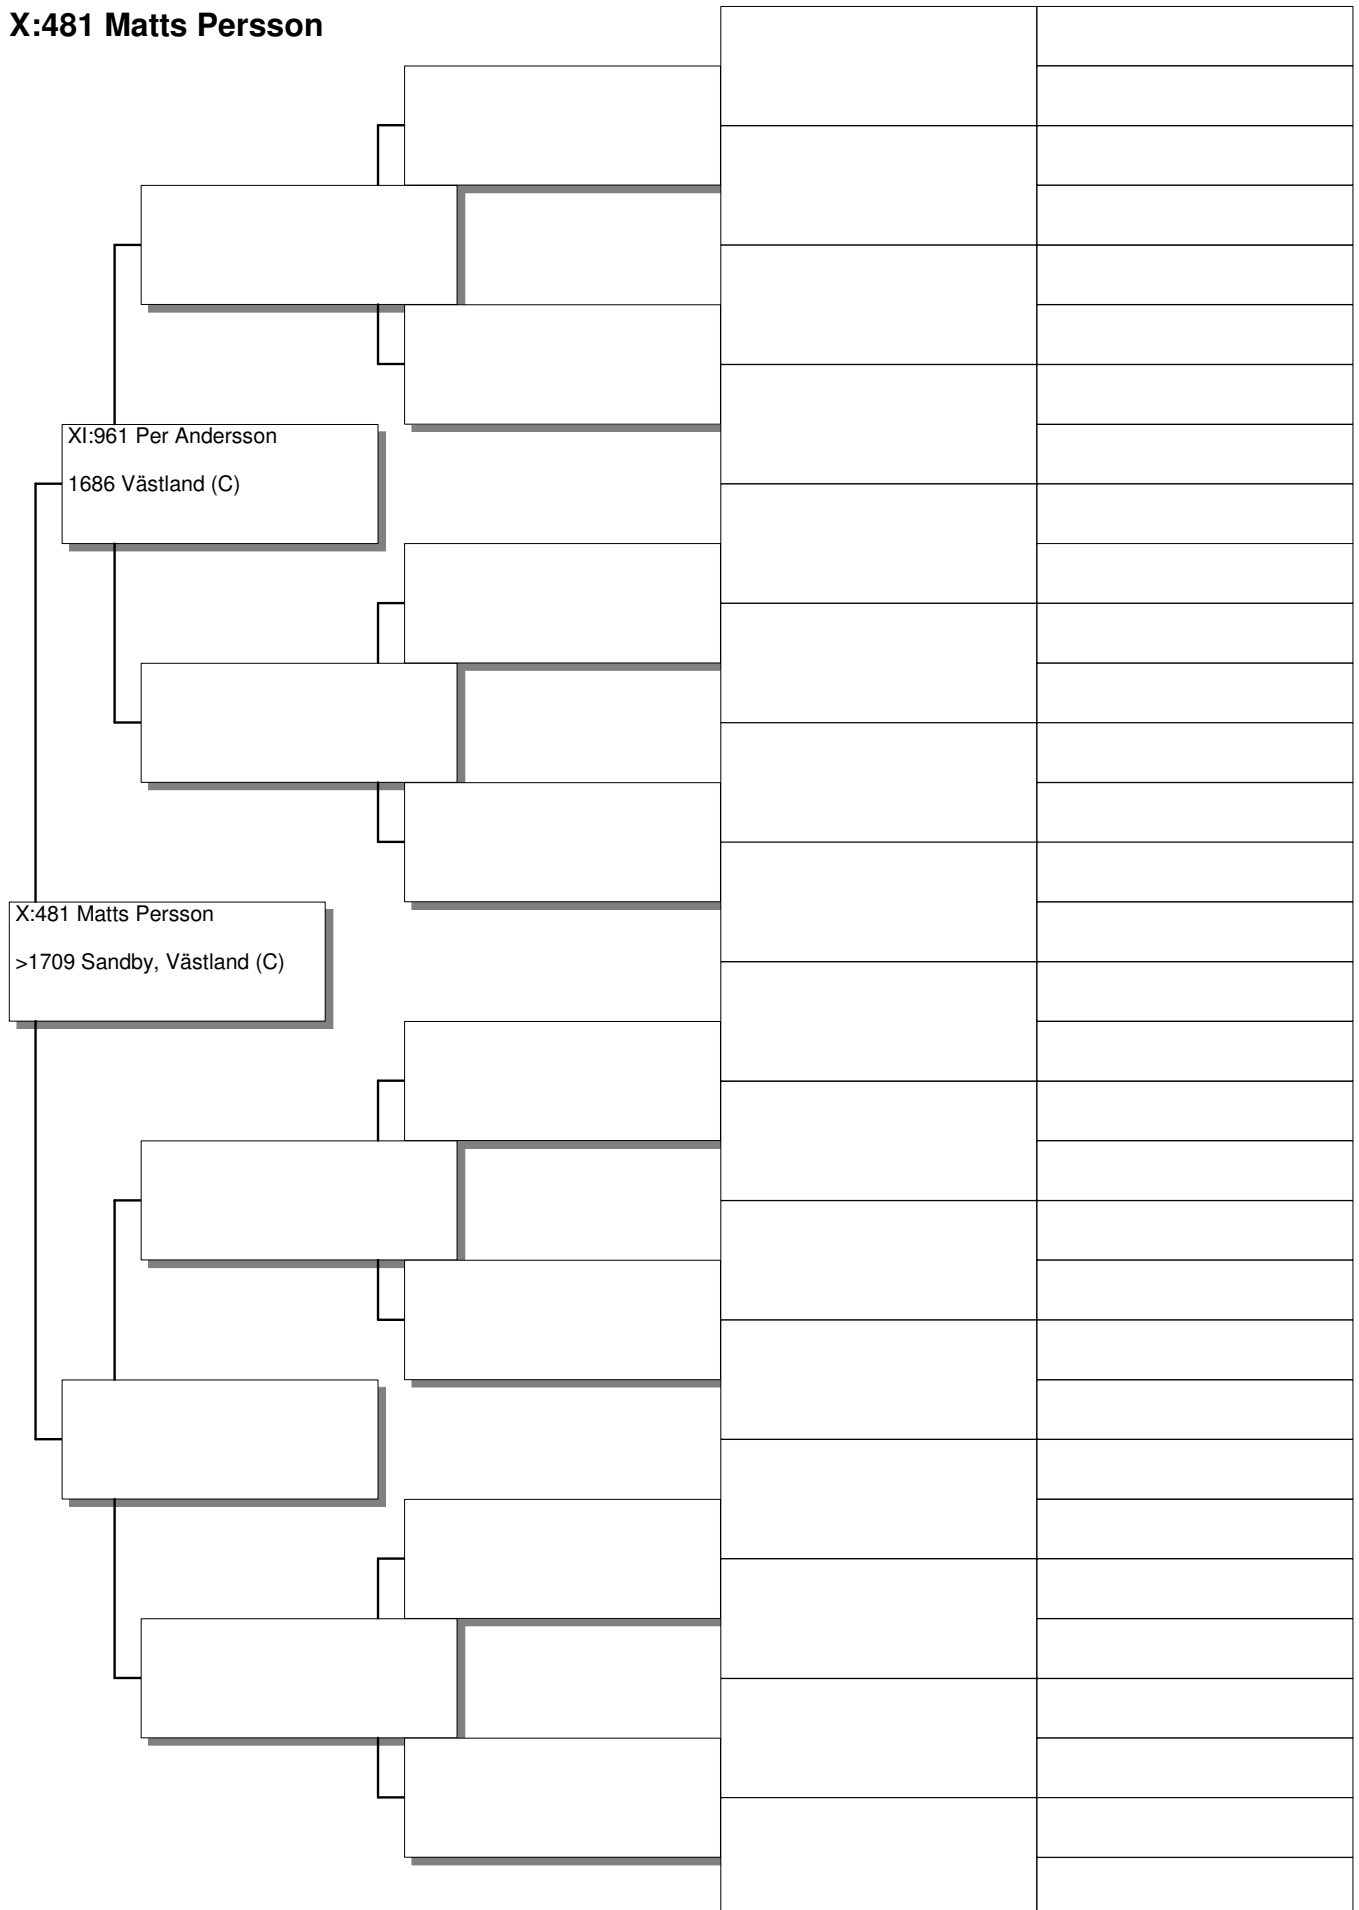 X:481 Matts Persson
XI:961 Per Andersson
1686 Västland (C)
X:481 Matts Persson
>1709 Sandby, Västland (C)